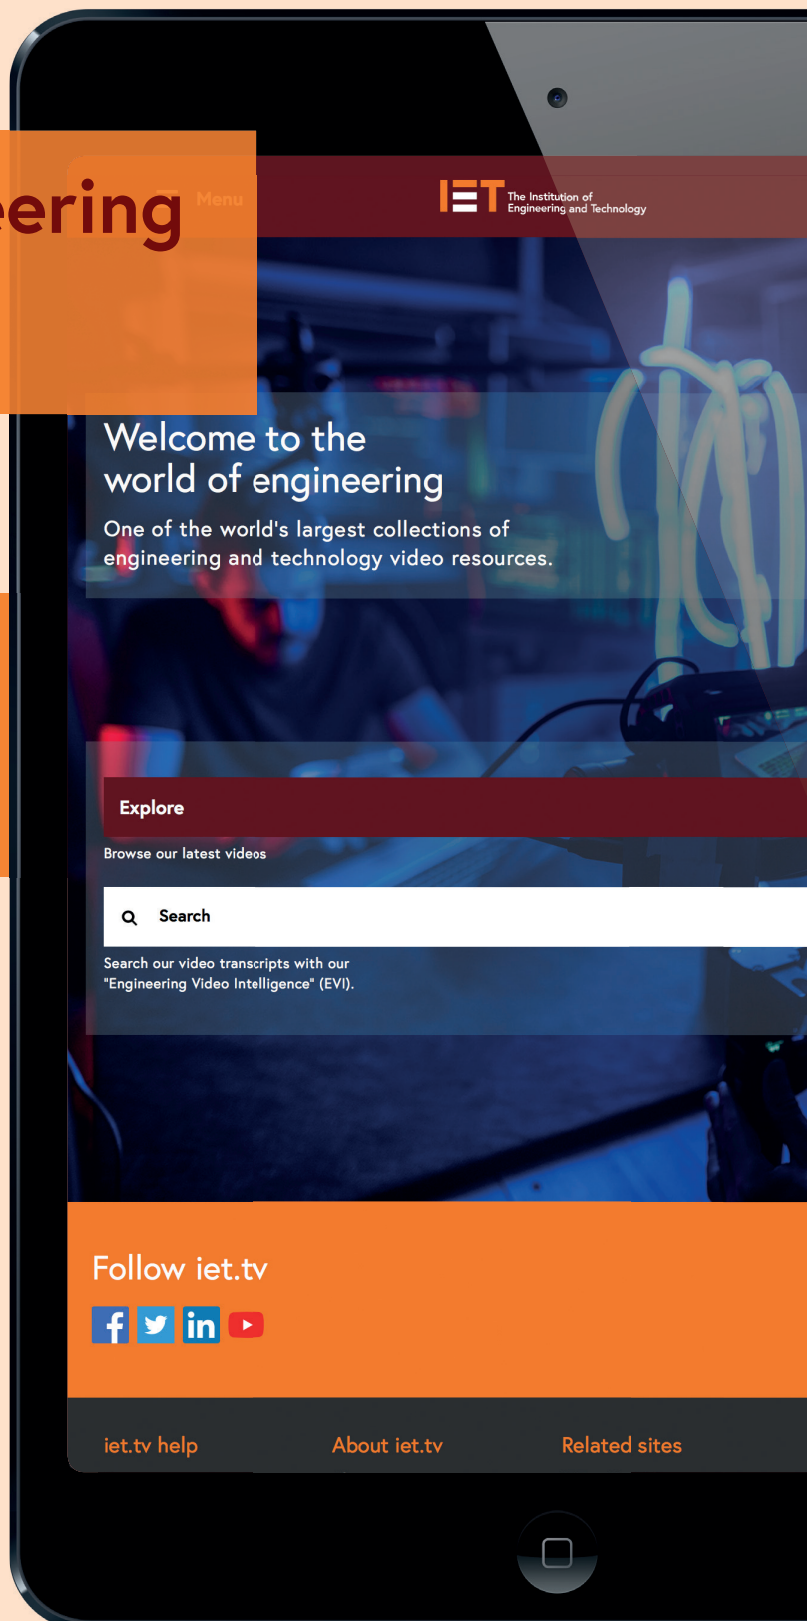 eering
Menu
IET The Institution of
Engineering and Technology
Welcome to the
world of engineering
One of the world's largest collections of
engineering and technology video resources.
Explore
Browse our latest videos
Search
Search our video transcripts with our
"Engineering Video Intelligence" (EVI).
Follow iet.tv
iet.tv help
About iet.tv
Related sites